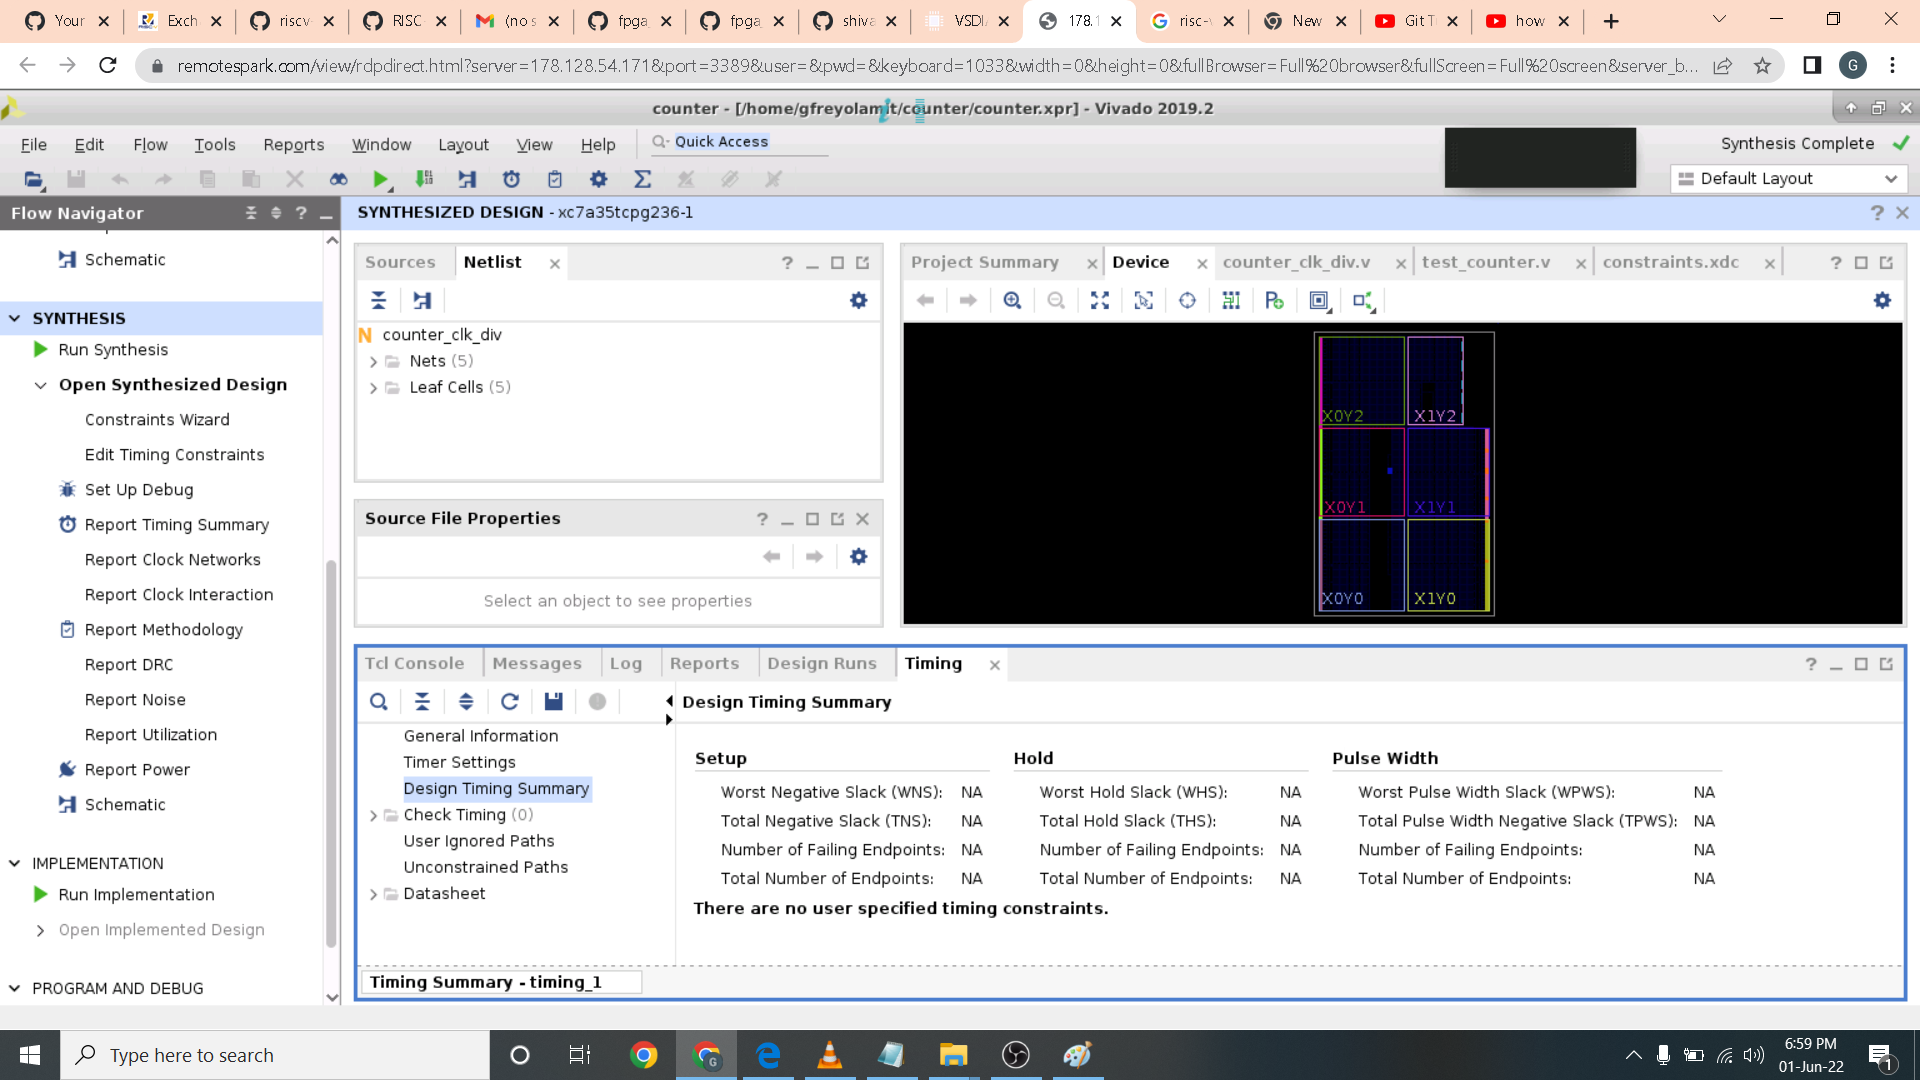 Your
Exch
riscv
RISC
(no s
fpga
fpga
shiva
VSDI
178.1
risc-v
New
Git T
how
remotespark.com/view/rdpdirect.html?server=178.128.54.171&port=3389&user=&pwd=&keyboard=1033&width=0&height=0&fullBrowser=Full%20browser&fullScreen=Full%20screen&server_b...
G
counter - [/home/gfreyolamit/counter/counter.xpr] - Vivado 2019.2
File Edit Flow Tools Reports Window Layout View Help
Quick Access
Synthesis Complete
Default Layout
Flow Navigator
SYNTHESIZED DESIGN - xc7a35tcpg236-1
Schematic
SYNTHESIS
Run Synthesis
Open Synthesized Design
Constraints Wizard
Edit Timing Constraints
Set Up Debug
Report Timing Summary
Report Clock Networks
Report Clock Interaction
Report Methodology
Report DRC
Report Noise
Report Utilization
Report Power
Schematic
IMPLEMENTATION
Run Implementation
Open Implemented Design
PROGRAM AND DEBUG
Sources Netlist
N counter_clk_div
Nets (5)
Leaf Cells (5)
Source File Properties
Select an object to see properties
Project Summary Device counter_clk_div.v test_counter.v constraints.xdc
X0Y2 X1Y2
X0Y1 X1Y1
X0Y0 X1Y0
Tcl Console Messages Log Reports Design Runs Timing
General Information
Timer Settings
Design Timing Summary
Check Timing (0)
User Ignored Paths
Unconstrained Paths
Datasheet
Design Timing Summary
Setup Hold Pulse Width
Worst Negative Slack (WNS): NA Worst Hold Slack (WHS): NA Worst Pulse Width Slack (WPWS): NA
Total Negative Slack (TNS): NA Total Hold Slack (THS): NA Total Pulse Width Negative Slack (TPWS): NA
Number of Failing Endpoints: NA Number of Failing Endpoints: NA Number of Failing Endpoints: NA
Total Number of Endpoints: NA Total Number of Endpoints: NA Total Number of Endpoints: NA
There are no user specified timing constraints.
Timing Summary - timing_1
Type here to search
6:59 PM
01-Jun-22
1